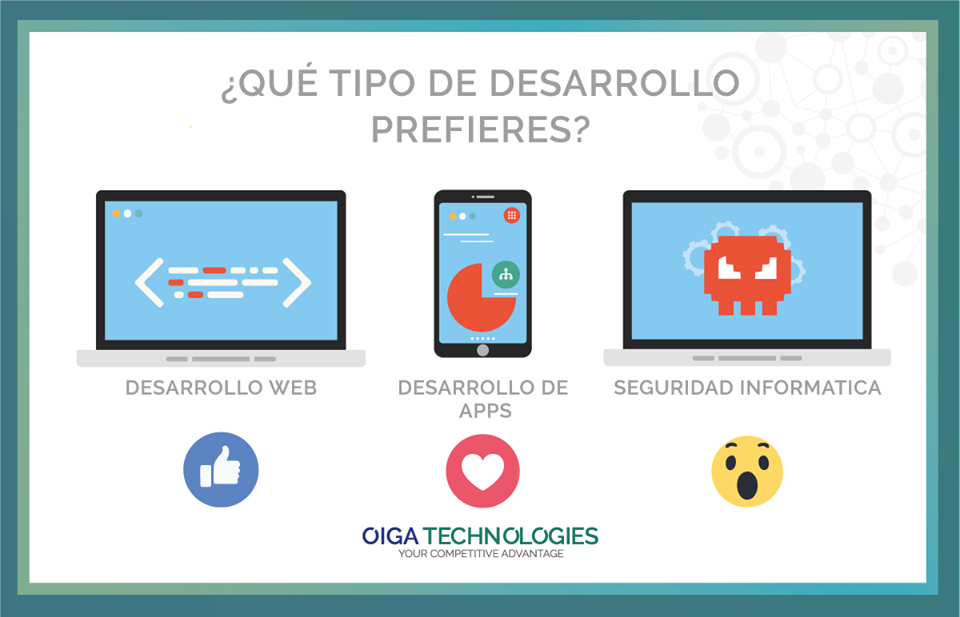 ¿QUÉ TIPO DE DESARROLLO
PREFIERES?
DESARROLLO WEB
DESARROLLO DE
APPS
SEGURIDAD INFORMATICA
OIGA TECHNOLOGIES
YOUR COMPETITIVE ADVANTAGE